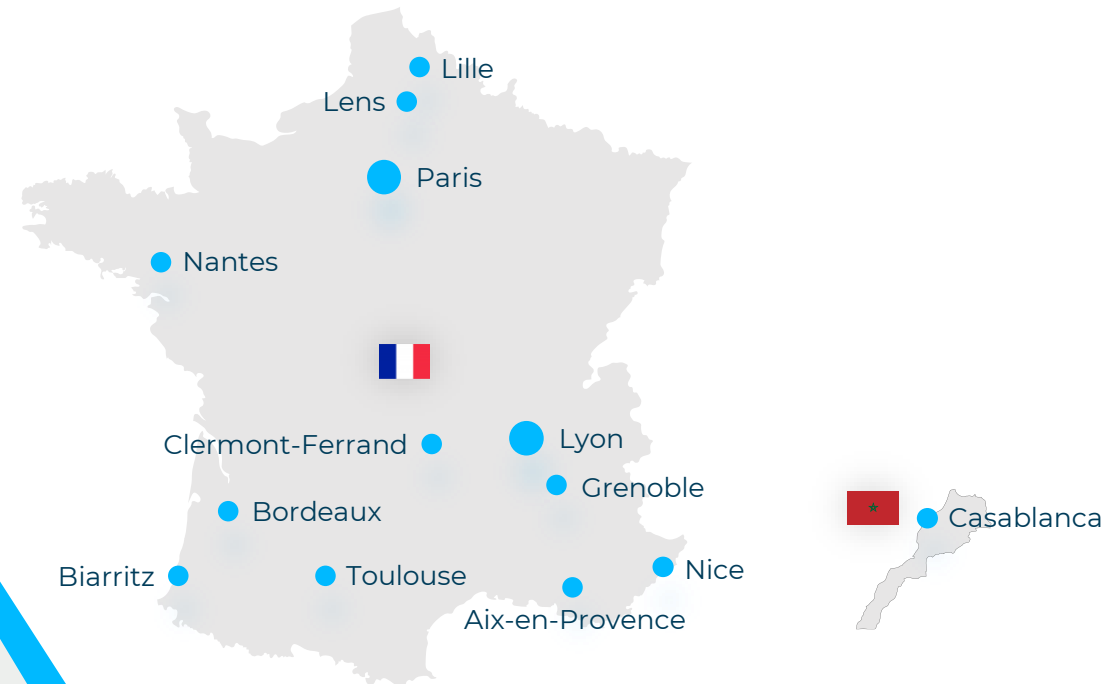 Lille
Lens
Paris
Nantes
Clermont-Ferrand
Lyon
Grenoble
Bordeaux
Casablanca
Biarritz
Toulouse
Nice
Aix-en-Provence